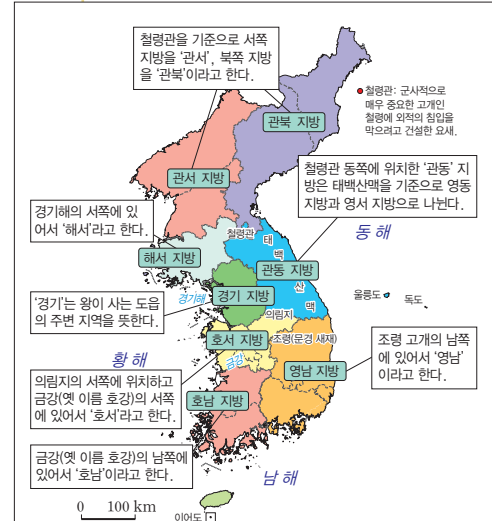 철령관을 기준으로 서쪽
지방을 '관서', 북쪽 지방
을 '관북'이라고 한다.
철령관: 군사적으로
매우 중요한 고개인
철령에 외적의 침입을
막으려고 건설한 요새.
관북 지방
관서 지방
철령관 동쪽에 위치한 '관동' 지
방은 태백산맥을 기준으로 영동
지방과 영서 지방으로 나뉜다.
경기해의 서쪽에 있
어서 '해서'라고 한다.
철령관
태
백
산
맥
동해
해서 지방
관동 지방
경기해
경기 지방
울릉도
독도
'경기'는 왕이 사는 도읍
의 주변 지역을 뜻한다.
의림지
호서 지방
조령(문경 새재)
조령 고개의 남쪽
에 있어서 '영남'
이라고 한다.
황해
금강
영남 지방
의림지의 서쪽에 위치하고
금강(옛 이름 호강)의 서쪽
에 있어서 '호서'라고 한다.
호남 지방
금강(옛 이름 호강)의 남쪽에
있어서 '호남'이라고 한다.
남해
0 100 km
이어도